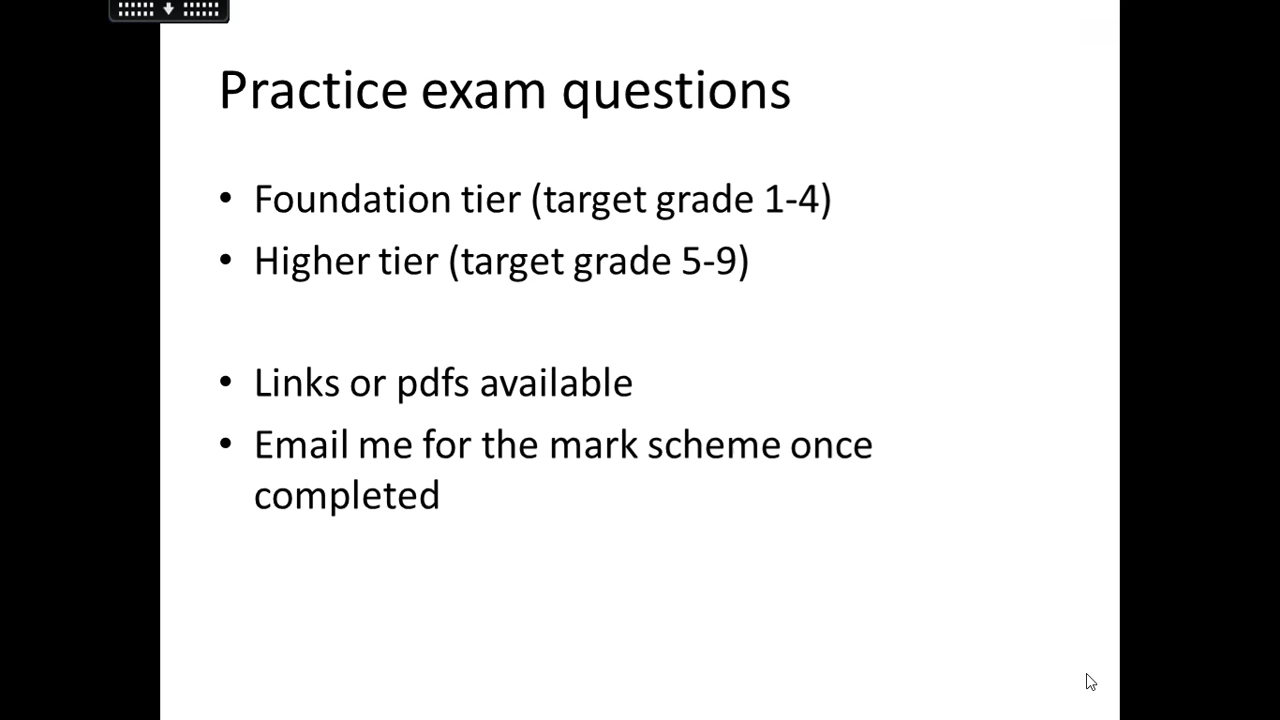 Practice exam questions
• Foundation tier (target grade 1-4)
• Higher tier (target grade 5-9)
• Links or pdfs available
• Email me for the mark scheme once
completed